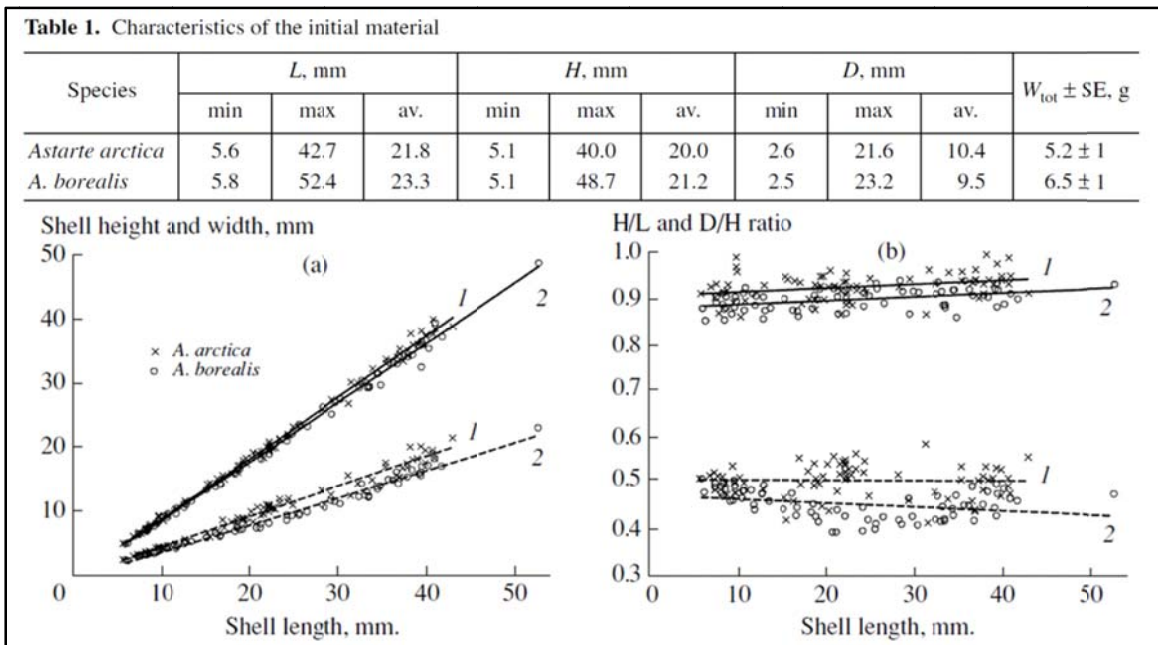 Table 1. Characteristics of the initial material
Species L, mm H, mm D, mm W_tot ± SE, g
min max av. min max av. min max av.
Astarte arctica 5.6 42.7 21.8 5.1 40.0 20.0 2.6 21.6 10.4 5.2 ± 1
A. borealis 5.8 52.4 23.3 5.1 48.7 21.2 2.5 23.2 9.5 6.5 ± 1
Shell height and width, mm
50
(a)
1
2
40
× A. arctica
○ A. borealis
30
20
1
2
10
0 10 20 30 40 50
Shell length, mm.
H/L and D/H ratio
1.0
(b)
1
0.9
2
0.8
0.7
0.6
0.5
1
0.4
2
0.3
0 10 20 30 40 50
Shell length, mm.